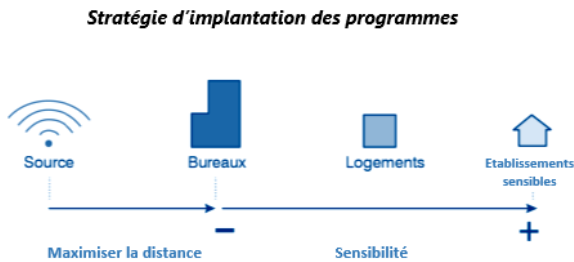 Stratégie d'implantation des programmes
Source
Bureaux
Logements
Etablissements
sensibles
−
+
Maximiser la distance
Sensibilité